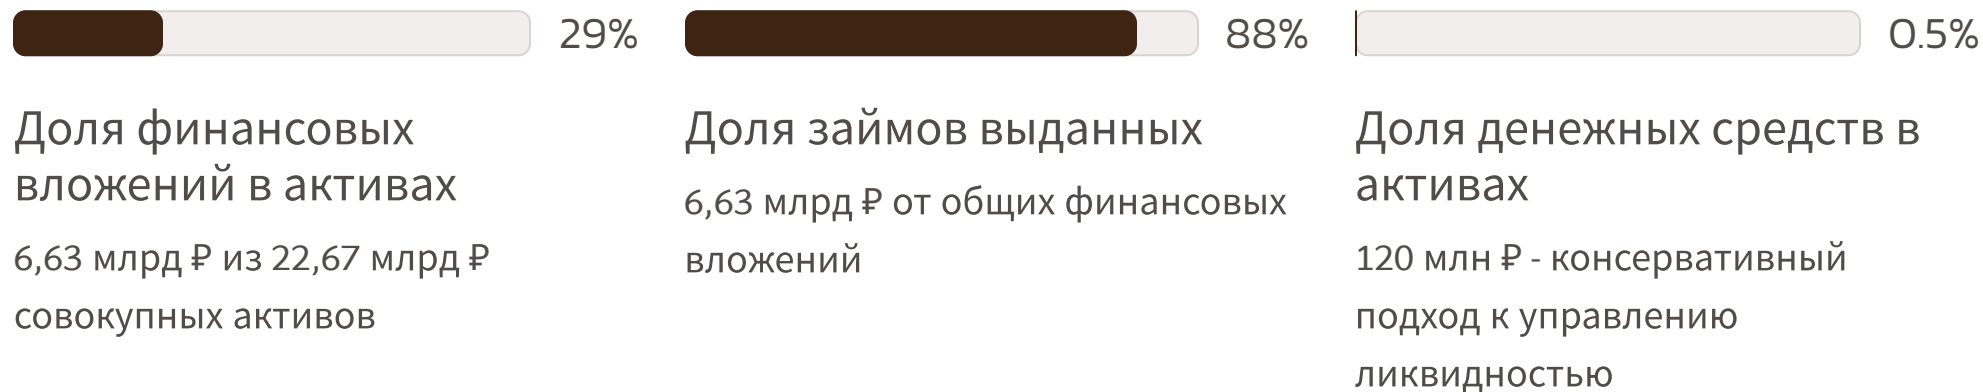 29%
Доля финансовых
вложений в активах
6,63 млрд ₽ из 22,67 млрд ₽
совокупных активов
88%
Доля займов выданных
6,63 млрд ₽ от общих финансовых
вложений
0.5%
Доля денежных средств в
активах
120 млн ₽ - консервативный
подход к управлению
ликвидностью